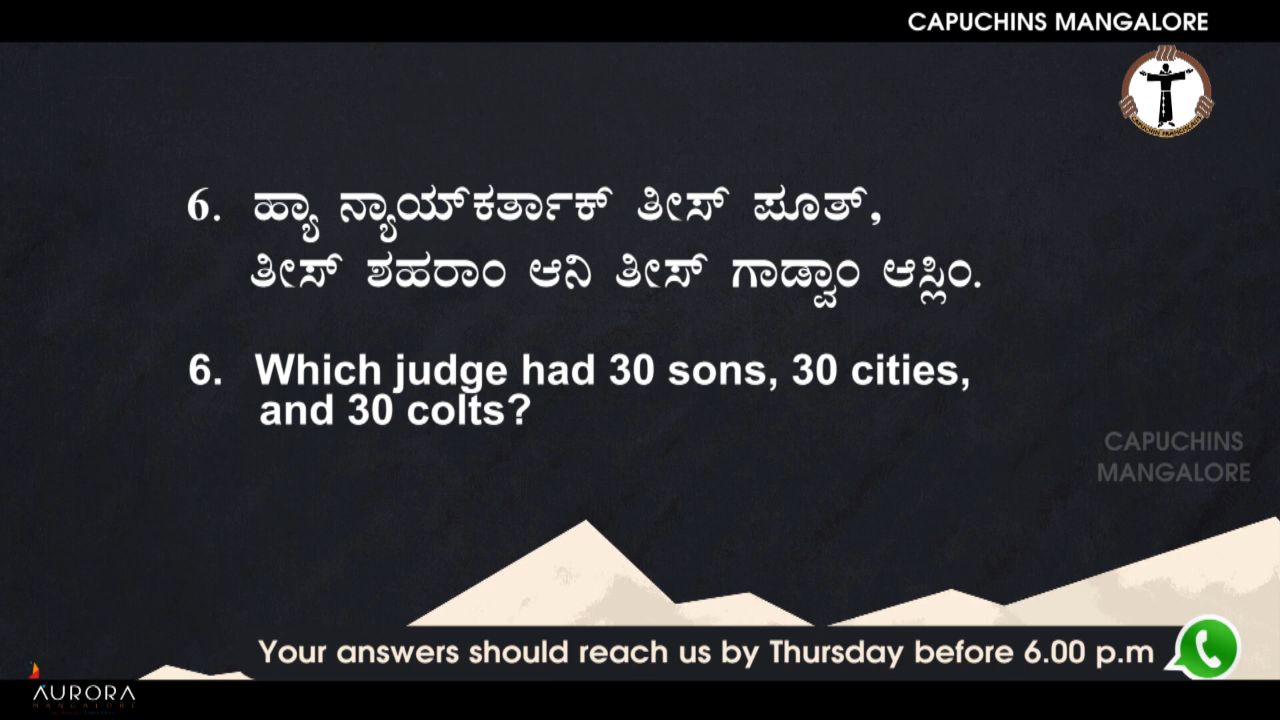 CAPUCHINS MANGALORE
6. ಹ್ಯಾ ನ್ಯಾಯ್‌ಕರ್ತಾಕ್ ತೀಸ್ ಪೂತ್,
ತೀಸ್ ಶಹರಾಂ ಆನಿ ತೀಸ್ ಗಾಡ್ವಾಂ ಆಸ್ಲಿಂ.
6. Which judge had 30 sons, 30 cities,
and 30 colts?
CAPUCHINS
MANGALORE
Your answers should reach us by Thursday before 6.00 p.m
AURORA
MANGALORE